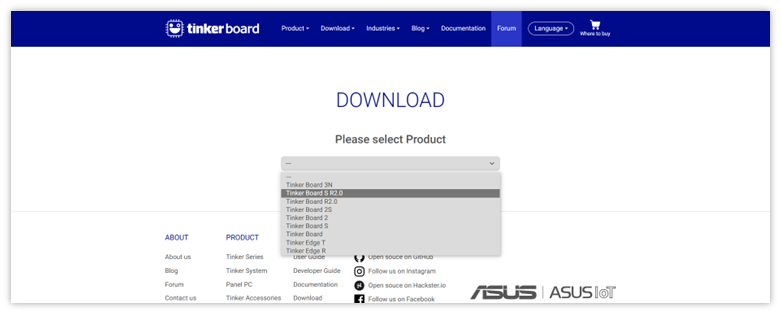 tinker board
Product Download Industries Blog Documentation Forum Language Where to buy
DOWNLOAD
Please select Product
---
---
Tinker Board 3N
Tinker Board S R2.0
Tinker Board R2.0
Tinker Board 2S
Tinker Board 2
Tinker Board S
Tinker Board
Tinker Edge T
Tinker Edge R
ABOUT PRODUCT
About us Tinker Series User Guide Open souce on GitHub
Blog Tinker System Developer Guide Follow us on Instagram
Forum Panel PC Documentation Open souce on Hackster.io
Contact us Tinker Accessories Download Follow us on Facebook
ASUS | ASUS IoT